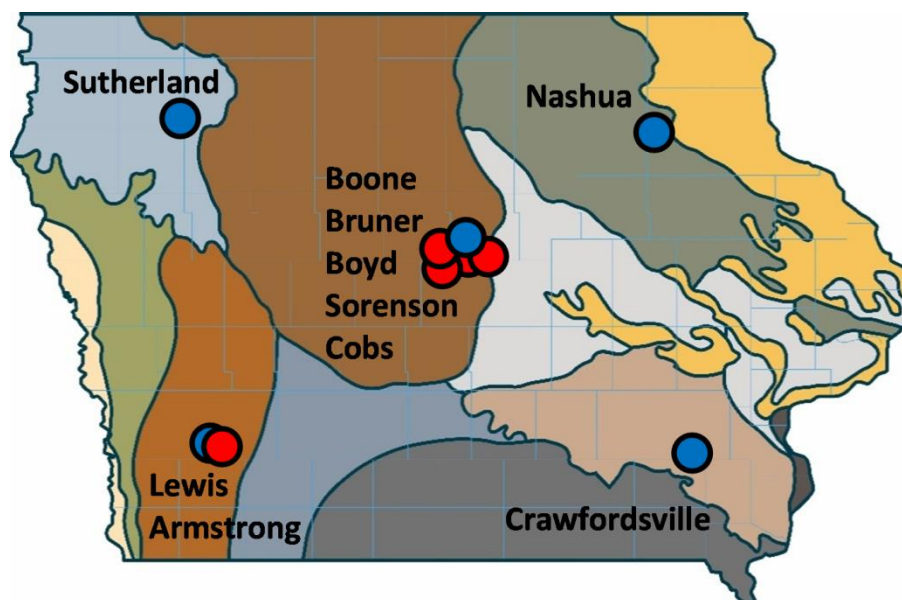 Sutherland
Nashua
Boone
Bruner
Boyd
Sorenson
Cobs
Lewis
Armstrong
Crawfordsville